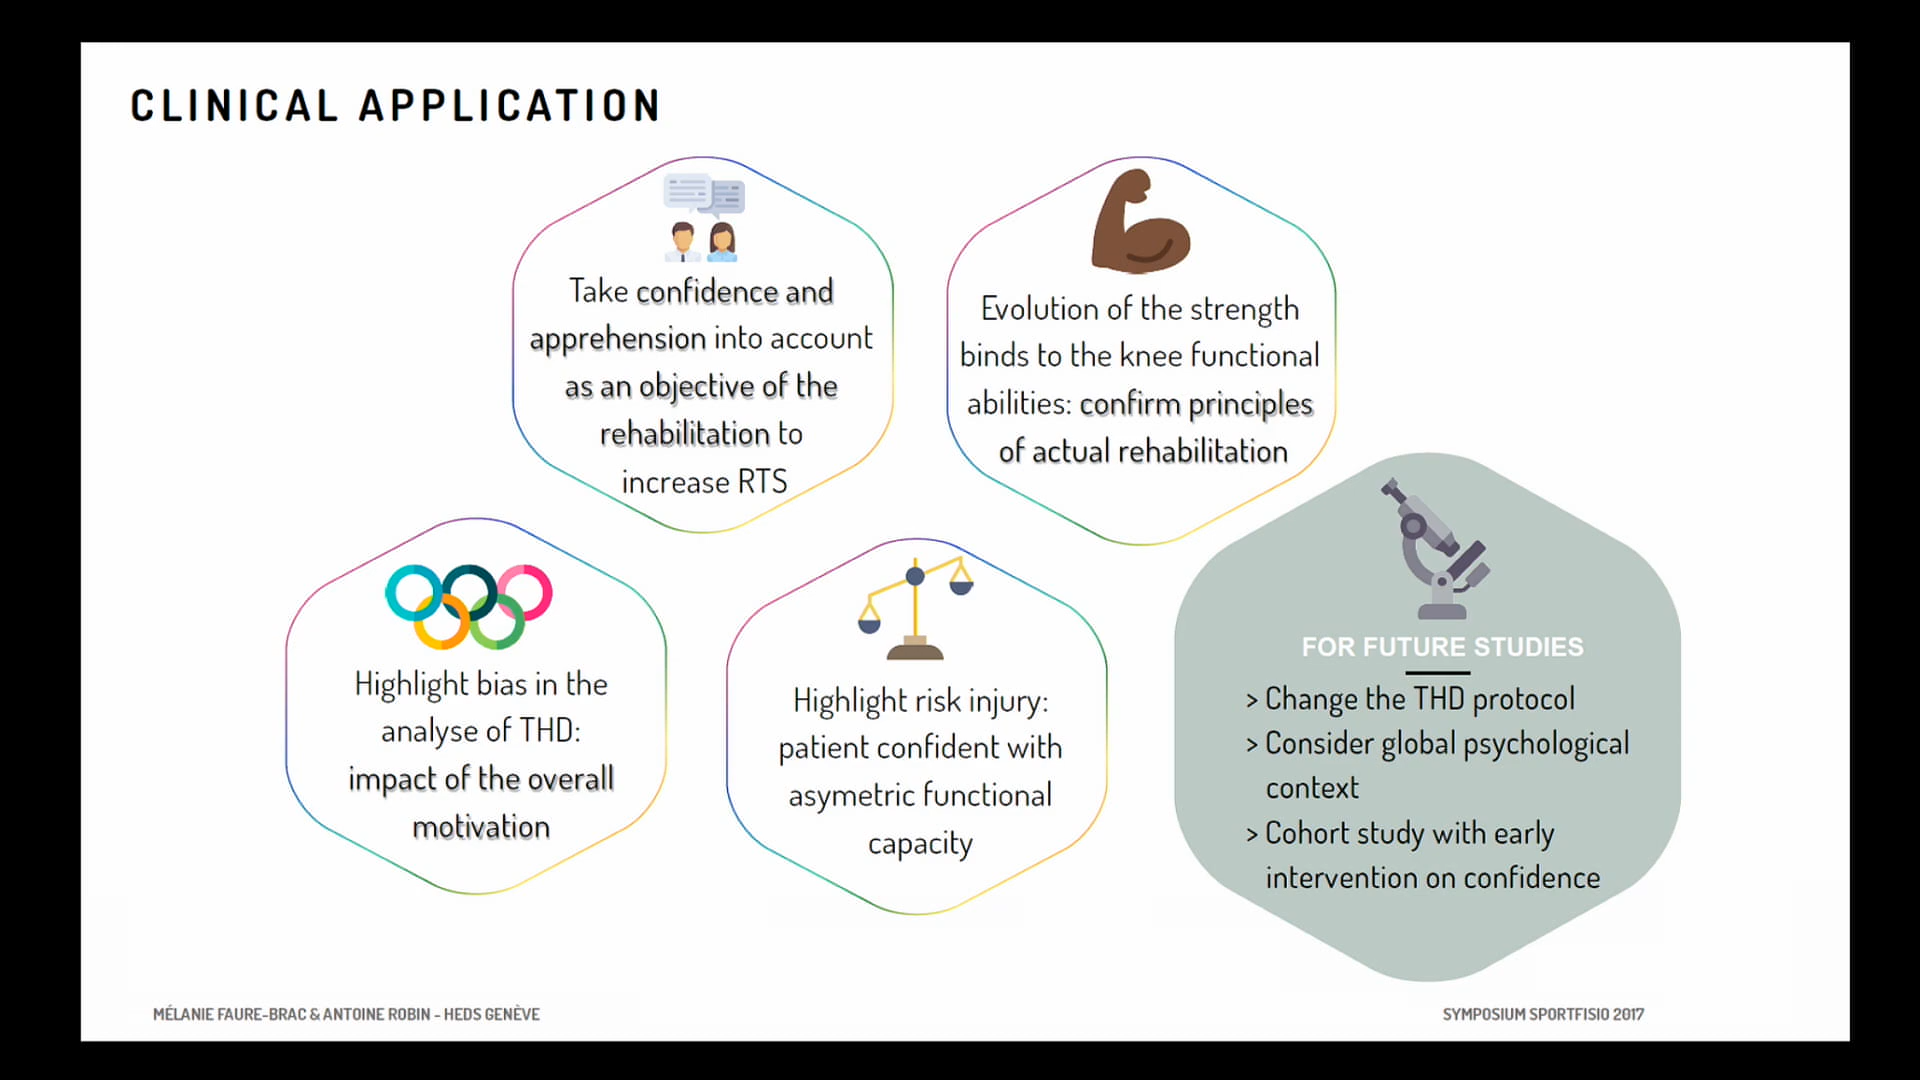 CLINICAL APPLICATION
Take confidence and
apprehension into account
as an objective of the
rehabilitation to
increase RTS
Evolution of the strength
binds to the knee functional
abilities: confirm principles
of actual rehabilitation
Highlight bias in the
analyse of THD:
impact of the overall
motivation
Highlight risk injury:
patient confident with
asymetric functional
capacity
FOR FUTURE STUDIES
> Change the THD protocol
> Consider global psychological
context
> Cohort study with early
intervention on confidence
MÉLANIE FAURE-BRAC & ANTOINE ROBIN - HEDS GENÈVE
SYMPOSIUM SPORTFISIO 2017